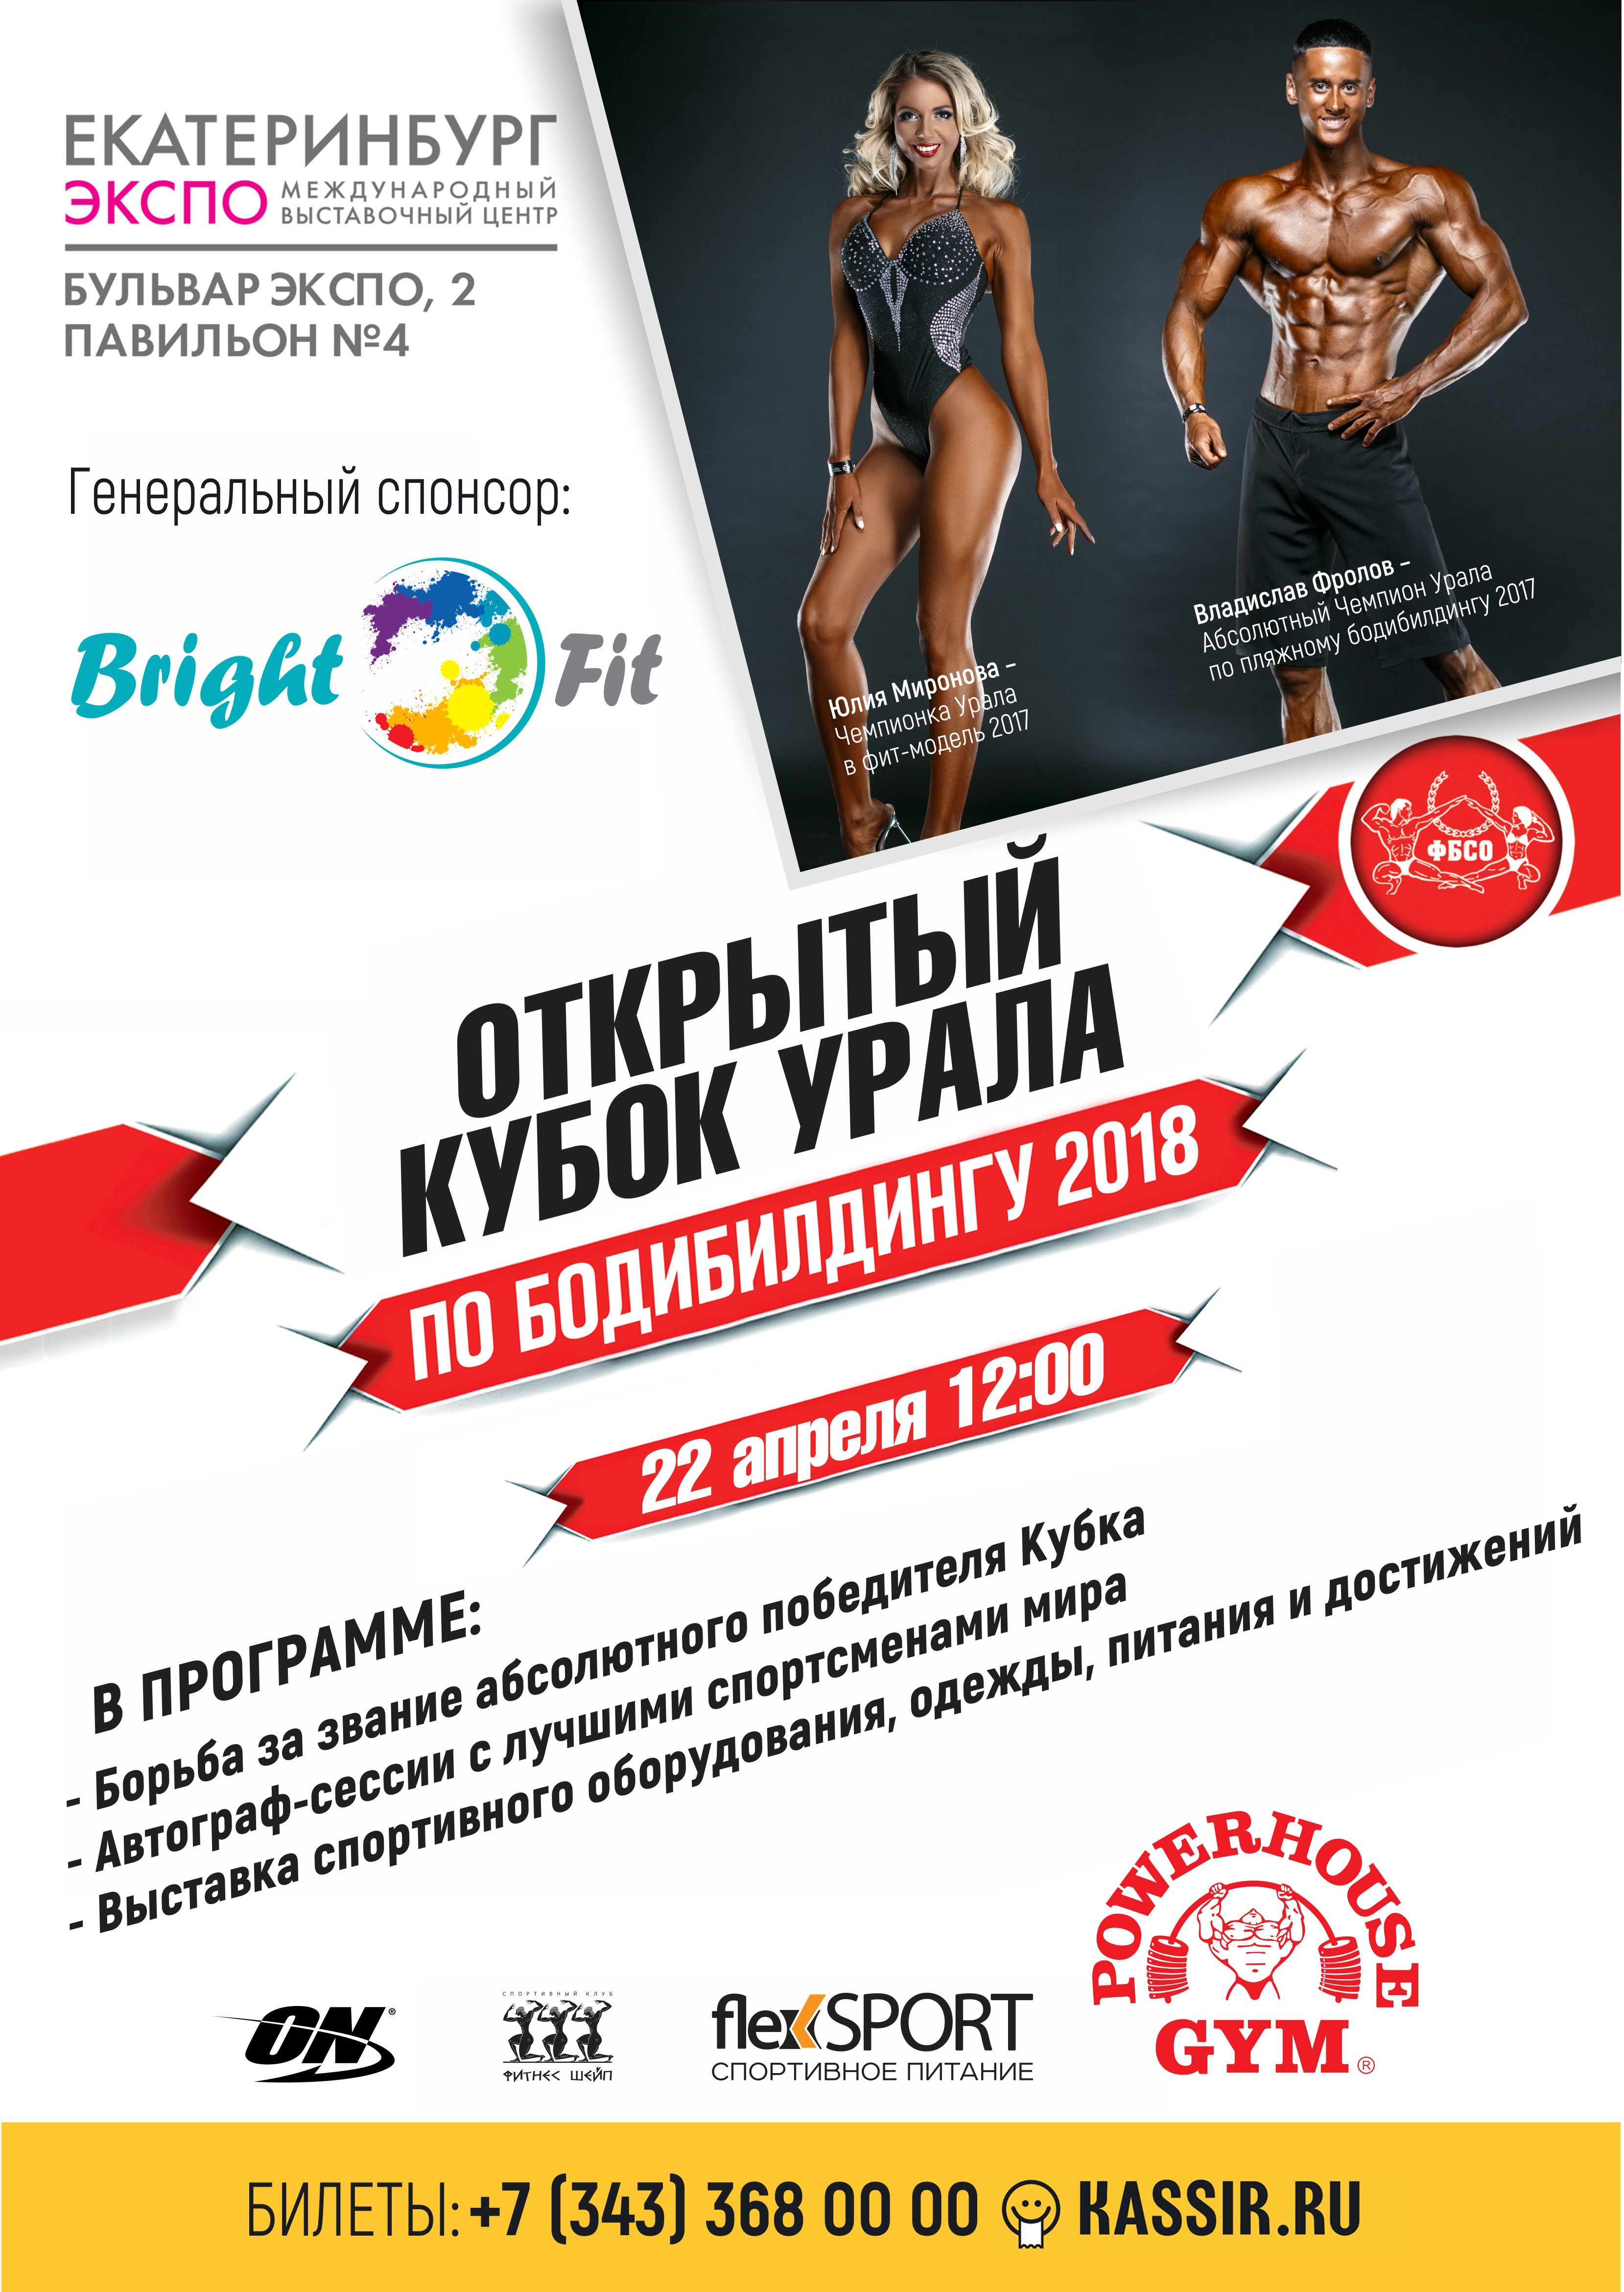 ЕКАТЕРИНБУРГ
ЭКСПО МЕЖДУНАРОДНЫЙ
ВЫСТАВОЧНЫЙ ЦЕНТР
БУЛЬВАР ЭКСПО, 2
ПАВИЛЬОН №4
Генеральный спонсор:
Bright Fit
Юлия Миронова –
Чемпионка Урала
в фит-модель 2017
Владислав Фролов –
Абсолютный Чемпион Урала
по пляжному бодибилдингу 2017
ФБСО
ОТКРЫТЫЙ
КУБОК УРАЛА
ПО БОДИБИЛДИНГУ 2018
22 апреля 12:00
В ПРОГРАММЕ:
- Борьба за звание абсолютного победителя Кубка
- Автограф-сессии с лучшими спортсменами мира
- Выставка спортивного оборудования, одежды, питания и достижений
ON®
СПОРТИВНЫЙ КЛУБ
ФИТНЕС ШЕЙП
flexSPORT
СПОРТИВНОЕ ПИТАНИЕ
POWERHOUSE
GYM®
БИЛЕТЫ: +7 (343) 368 00 00 KASSIR.RU